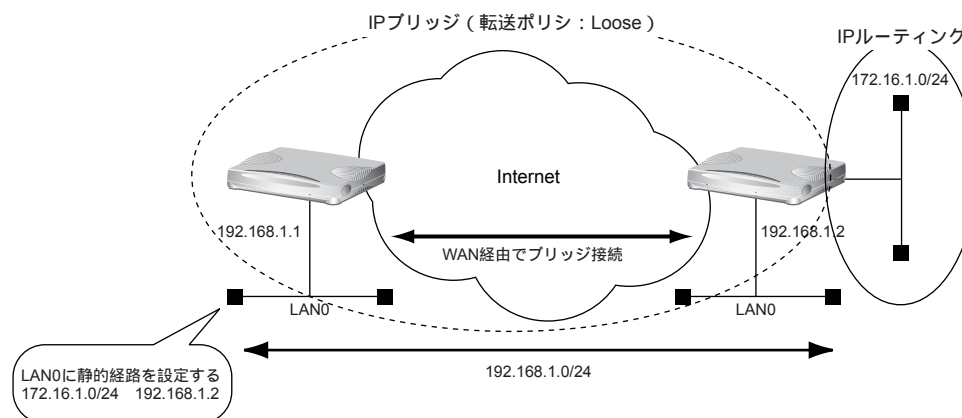 IPブリッジ(転送ポリシ:Loose)
IPルーティング
172.16.1.0/24
Internet
192.168.1.1
192.168.1.2
WAN経由でブリッジ接続
LAN0
LAN0
192.168.1.0/24
LAN0に静的経路を設定する
172.16.1.0/24 192.168.1.2